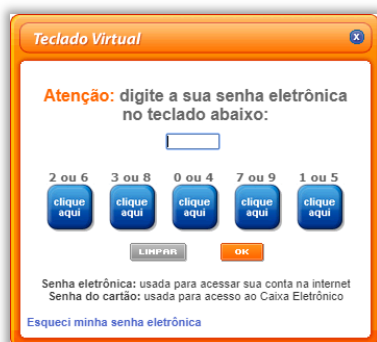 Teclado Virtual
x
Atenção: digite a sua senha eletrônica
no teclado abaixo:
2 ou 6 3 ou 8 0 ou 4 7 ou 9 1 ou 5
clique aqui clique aqui clique aqui clique aqui clique aqui
LIMPAR OK
Senha eletrônica: usada para acessar sua conta na internet
Senha do cartão: usada para acesso ao Caixa Eletrônico
Esqueci minha senha eletrônica